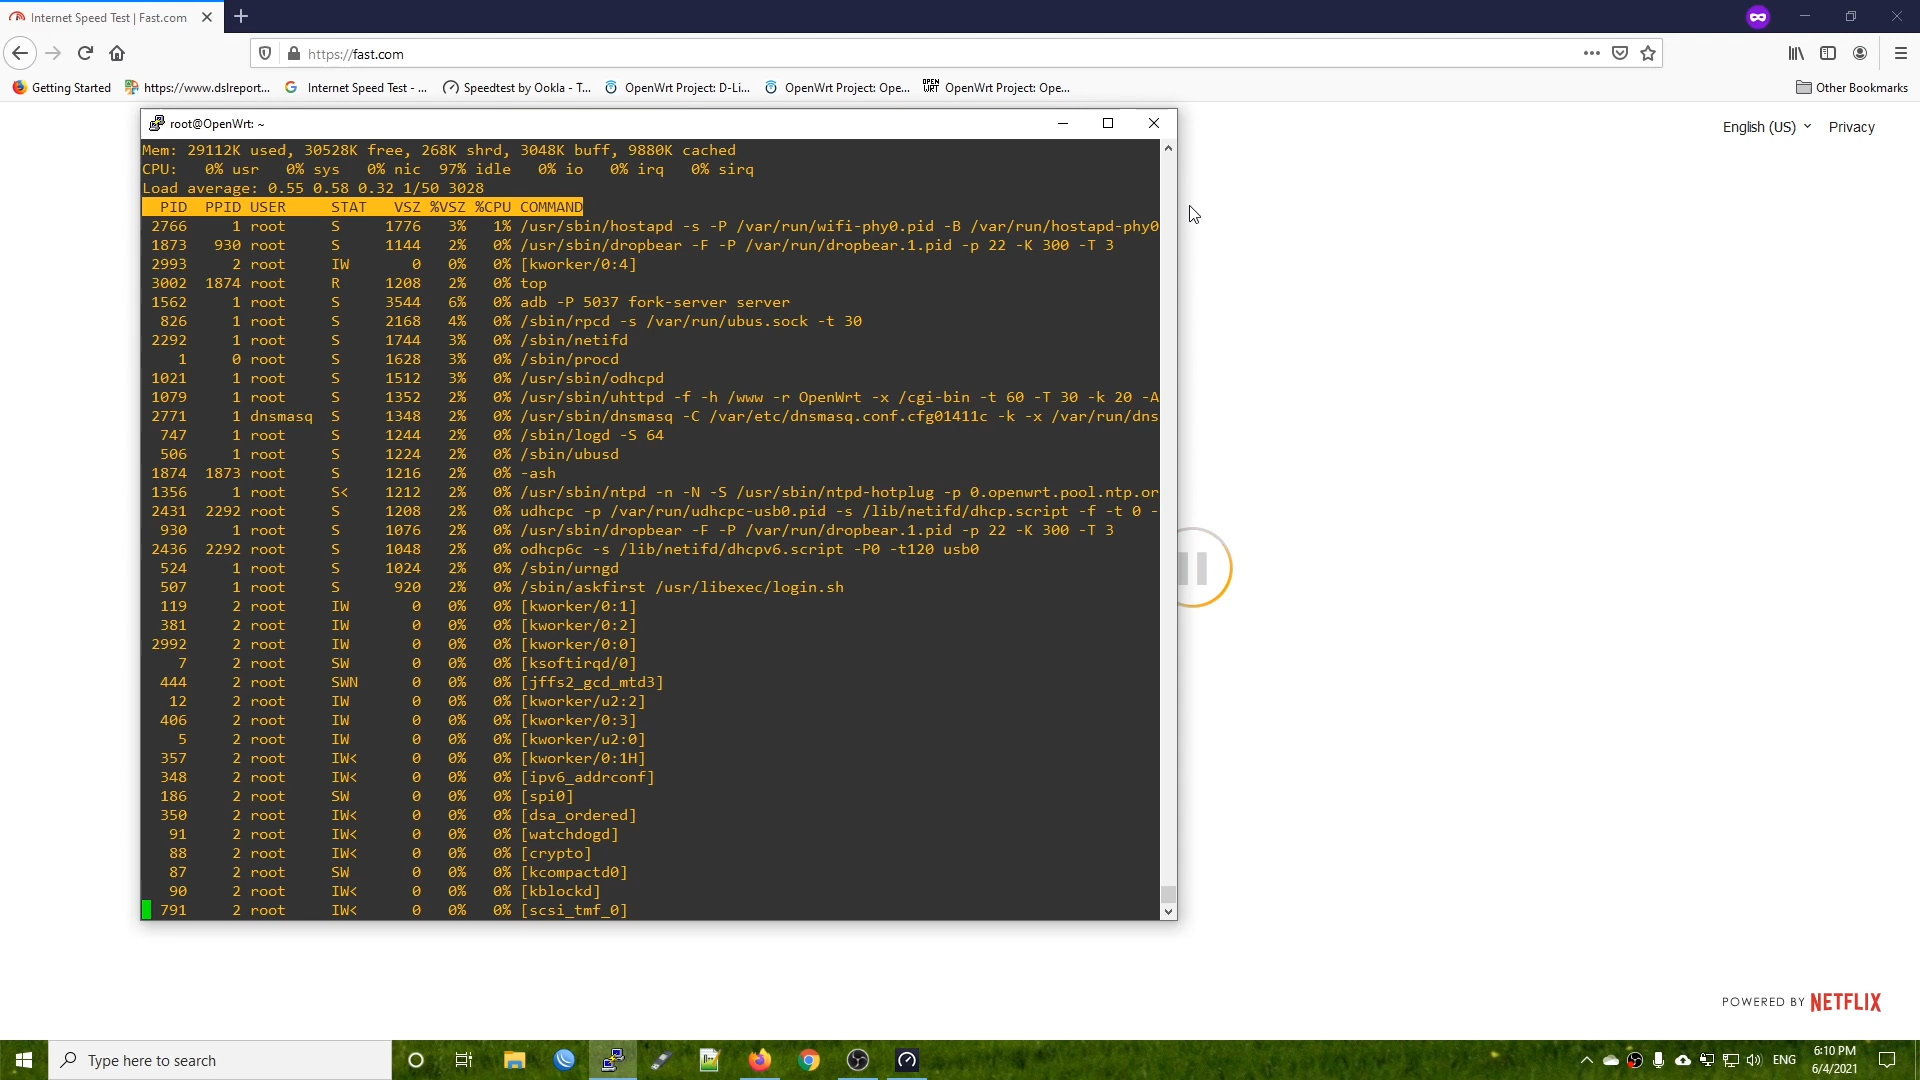 Internet Speed Test | Fast.com
https://fast.com
Getting Started
https://www.dslreport...
Internet Speed Test - ...
Speedtest by Ookla - T...
OpenWrt Project: D-Li...
OpenWrt Project: Ope...
OPEN WRT
OpenWrt Project: Ope...
Other Bookmarks
English (US)
Privacy
root@OpenWrt: ~
Mem: 29112K used, 30528K free, 268K shrd, 3048K buff, 9880K cached
CPU:   0% usr   0% sys   0% nic  97% idle   0% io   0% irq   0% sirq
Load average: 0.55 0.58 0.32 1/50 3028
PID  PPID USER     STAT   VSZ %VSZ %CPU COMMAND
2766     1 root     S     1776   3%   1% /usr/sbin/hostapd -s -P /var/run/wifi-phy0.pid -B /var/run/hostapd-phy0
1873   930 root     S     1144   2%   0% /usr/sbin/dropbear -F -P /var/run/dropbear.1.pid -p 22 -K 300 -T 3
2993     2 root     IW       0   0%   0% [kworker/0:4]
3002  1874 root     R     1208   2%   0% top
1562     1 root     S     3544   6%   0% adb -P 5037 fork-server server
826     1 root     S     2168   4%   0% /sbin/rpcd -s /var/run/ubus.sock -t 30
2292     1 root     S     1744   3%   0% /sbin/netifd
1     0 root     S     1628   3%   0% /sbin/procd
1021     1 root     S     1512   3%   0% /usr/sbin/odhcpd
1079     1 root     S     1352   2%   0% /usr/sbin/uhttpd -f -h /www -r OpenWrt -x /cgi-bin -t 60 -T 30 -k 20 -A
2771     1 dnsmasq  S     1348   2%   0% /usr/sbin/dnsmasq -C /var/etc/dnsmasq.conf.cfg01411c -k -x /var/run/dns
747     1 root     S     1244   2%   0% /sbin/logd -S 64
506     1 root     S     1224   2%   0% /sbin/ubusd
1874  1873 root     S     1216   2%   0% -ash
1356     1 root     S<    1212   2%   0% /usr/sbin/ntpd -n -N -S /usr/sbin/ntpd-hotplug -p 0.openwrt.pool.ntp.or
2431  2292 root     S     1208   2%   0% udhcpc -p /var/run/udhcpc-usb0.pid -s /lib/netifd/dhcp.script -f -t 0 -
930     1 root     S     1076   2%   0% /usr/sbin/dropbear -F -P /var/run/dropbear.1.pid -p 22 -K 300 -T 3
2436  2292 root     S     1048   2%   0% odhcp6c -s /lib/netifd/dhcpv6.script -P0 -t120 usb0
524     1 root     S     1024   2%   0% /sbin/urngd
507     1 root     S      920   2%   0% /sbin/askfirst /usr/libexec/login.sh
119     2 root     IW       0   0%   0% [kworker/0:1]
381     2 root     IW       0   0%   0% [kworker/0:2]
2992     2 root     IW       0   0%   0% [kworker/0:0]
7     2 root     SW       0   0%   0% [ksoftirqd/0]
444     2 root     SWN      0   0%   0% [jffs2_gcd_mtd3]
12     2 root     IW       0   0%   0% [kworker/u2:2]
406     2 root     IW       0   0%   0% [kworker/0:3]
5     2 root     IW       0   0%   0% [kworker/u2:0]
357     2 root     IW<      0   0%   0% [kworker/0:1H]
348     2 root     IW<      0   0%   0% [ipv6_addrconf]
186     2 root     SW       0   0%   0% [spi0]
350     2 root     IW<      0   0%   0% [dsa_ordered]
91     2 root     IW<      0   0%   0% [watchdogd]
88     2 root     IW<      0   0%   0% [crypto]
87     2 root     SW       0   0%   0% [kcompactd0]
90     2 root     IW<      0   0%   0% [kblockd]
791     2 root     IW<      0   0%   0% [scsi_tmf_0]
POWERED BY NETFLIX
Type here to search
ENG
6:10 PM
6/4/2021